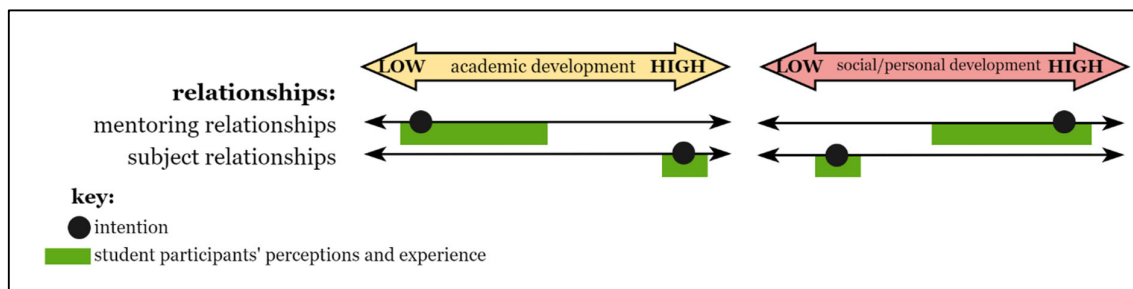 LOW academic development HIGH
LOW social/personal development HIGH
relationships:
mentoring relationships
subject relationships
key:
intention
student participants' perceptions and experience